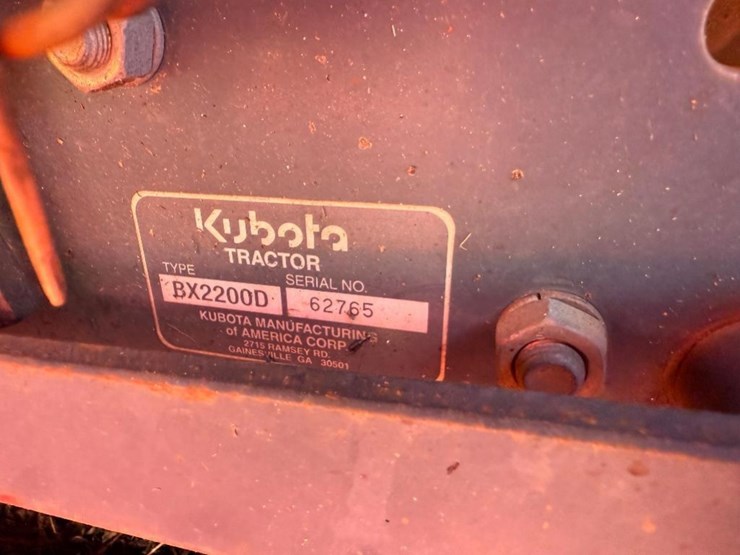 Kubota
TRACTOR
TYPE SERIAL NO.
BX2200D 62765
KUBOTA MANUFACTURING
of AMERICA CORP.
2715 RAMSEY RD.
GAINESVILLE GA 30501